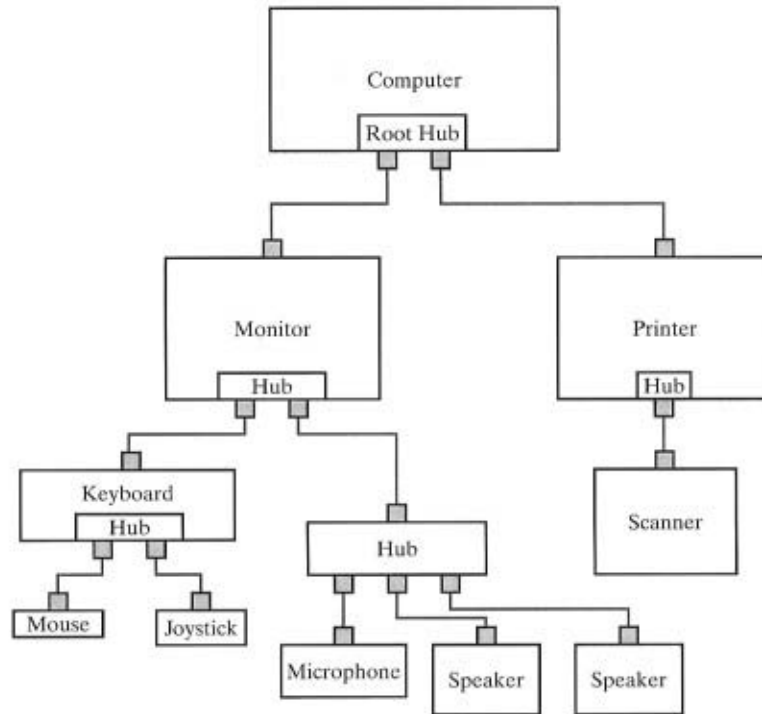 Computer
Root Hub
Monitor
Printer
Hub
Hub
Keyboard
Hub
Hub
Scanner
Mouse
Joystick
Microphone
Speaker
Speaker